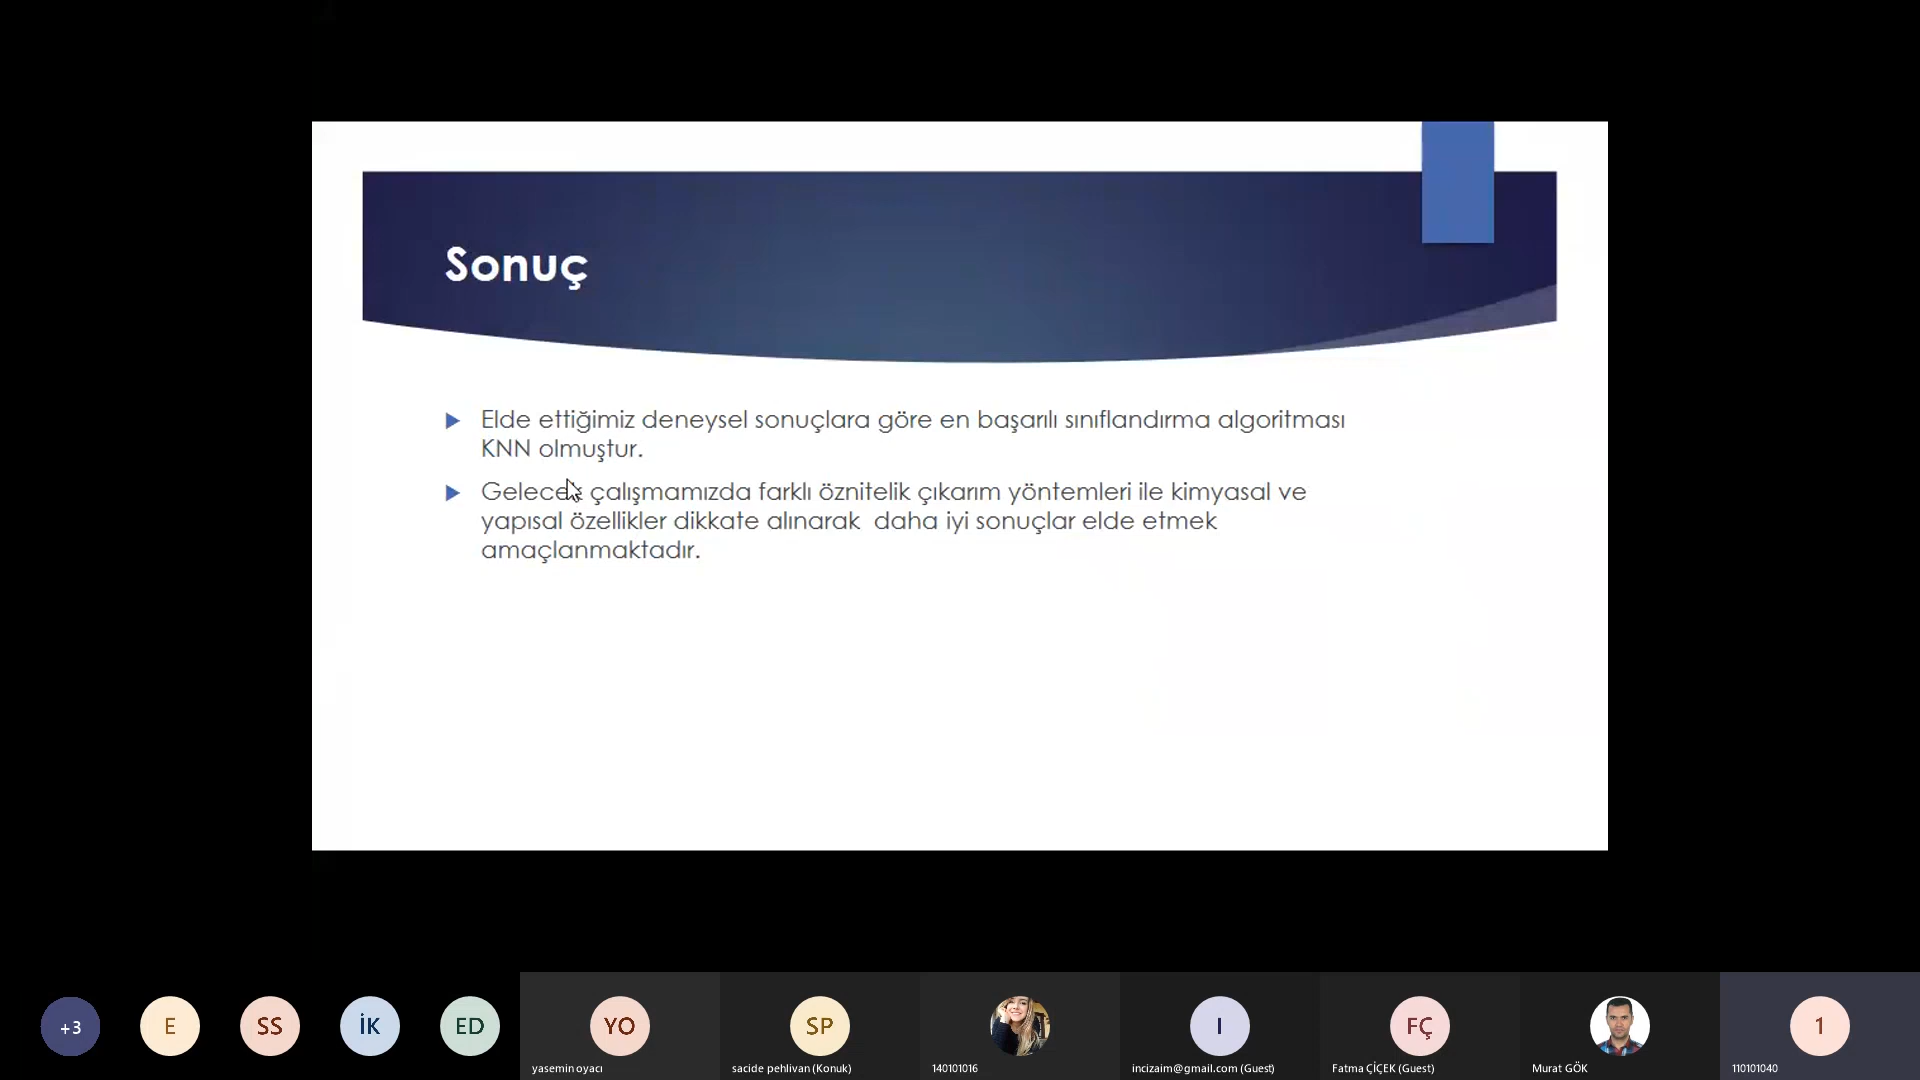 Sonuç
Elde ettiğimiz deneysel sonuçlara göre en başarılı sınıflandırma algoritması
KNN olmuştur.
Gelecek çalışmamızda farklı öznitelik çıkarım yöntemleri ile kimyasal ve
yapısal özellikler dikkate alınarak daha iyi sonuçlar elde etmek
amaçlanmaktadır.
+3 E SS İK ED YO SP I FÇ 1
yasemin oyacı sacide pehlivan (Konuk) 140101016 incizaim@gmail.com (Guest) Fatma ÇİÇEK (Guest) Murat GÖK 110101040